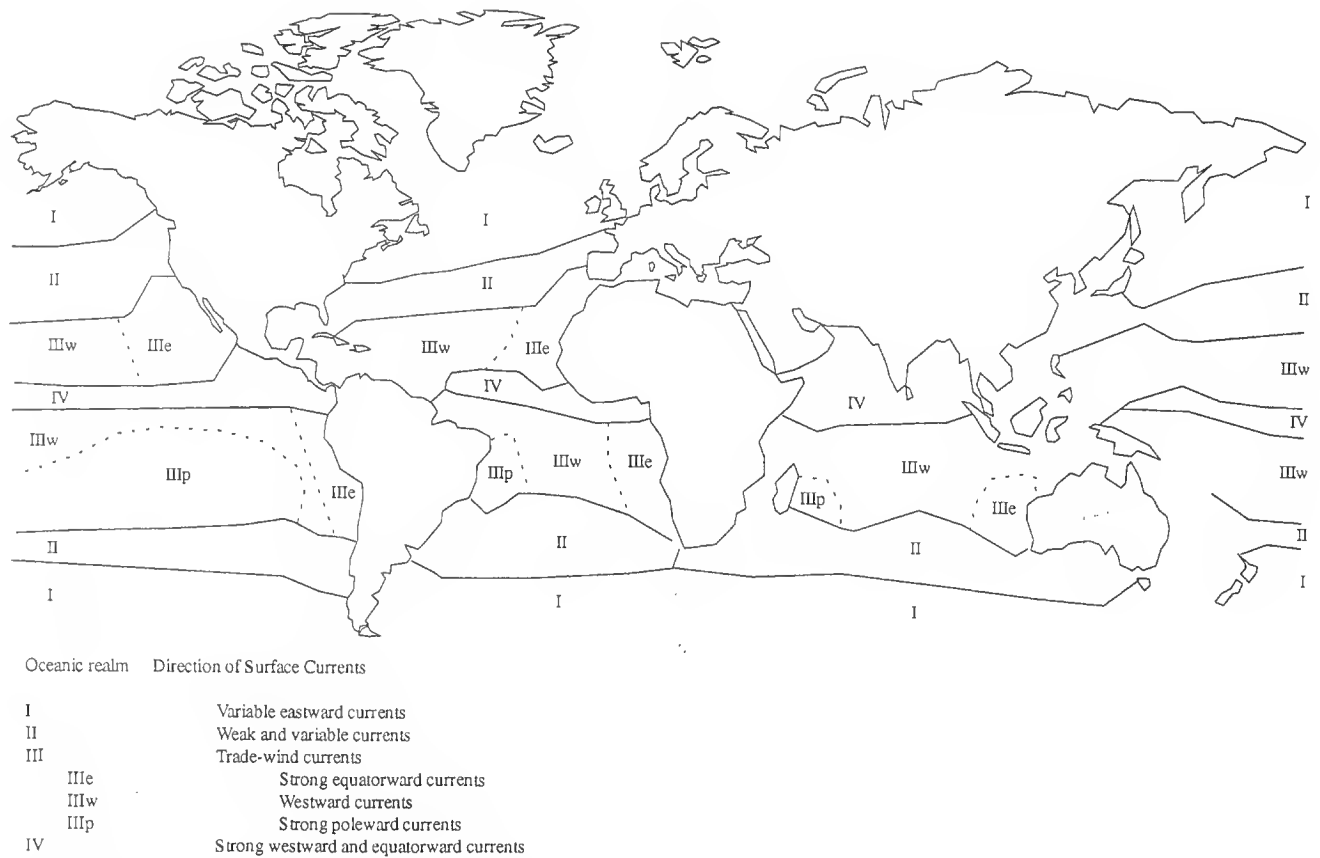 I
I
I
II
II
II
IIIw
IIIe
IIIw
IIIe
IIIw
IV
IV
IV
IV
IIIw
IIIp
IIIe
IIIp
IIIw
IIIe
IIIw
IIIp
IIIe
IIIw
II
II
II
II
I
I
I
I
Oceanic realm Direction of Surface Currents
I Variable eastward currents
II Weak and variable currents
III Trade-wind currents
IIIe Strong equatorward currents
IIIw Westward currents
IIIp Strong poleward currents
IV Strong westward and equatorward currents